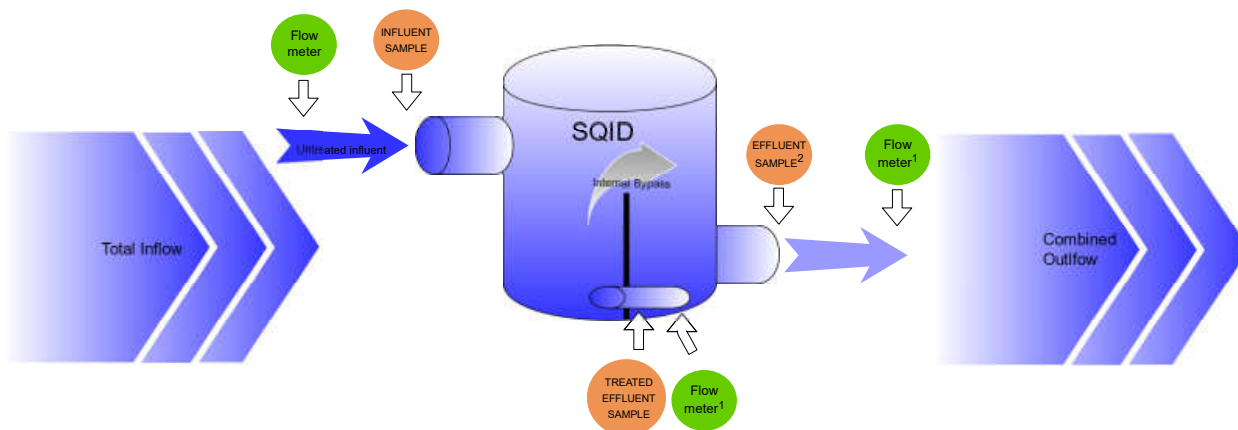 Flow
meter
INFLUENT
SAMPLE
Untreated influent
SQID
Internal Bypass
EFFLUENT
SAMPLE²
Flow
meter¹
Total Inflow
Combined
Outlfow
TREATED
EFFLUENT
SAMPLE
Flow
meter¹